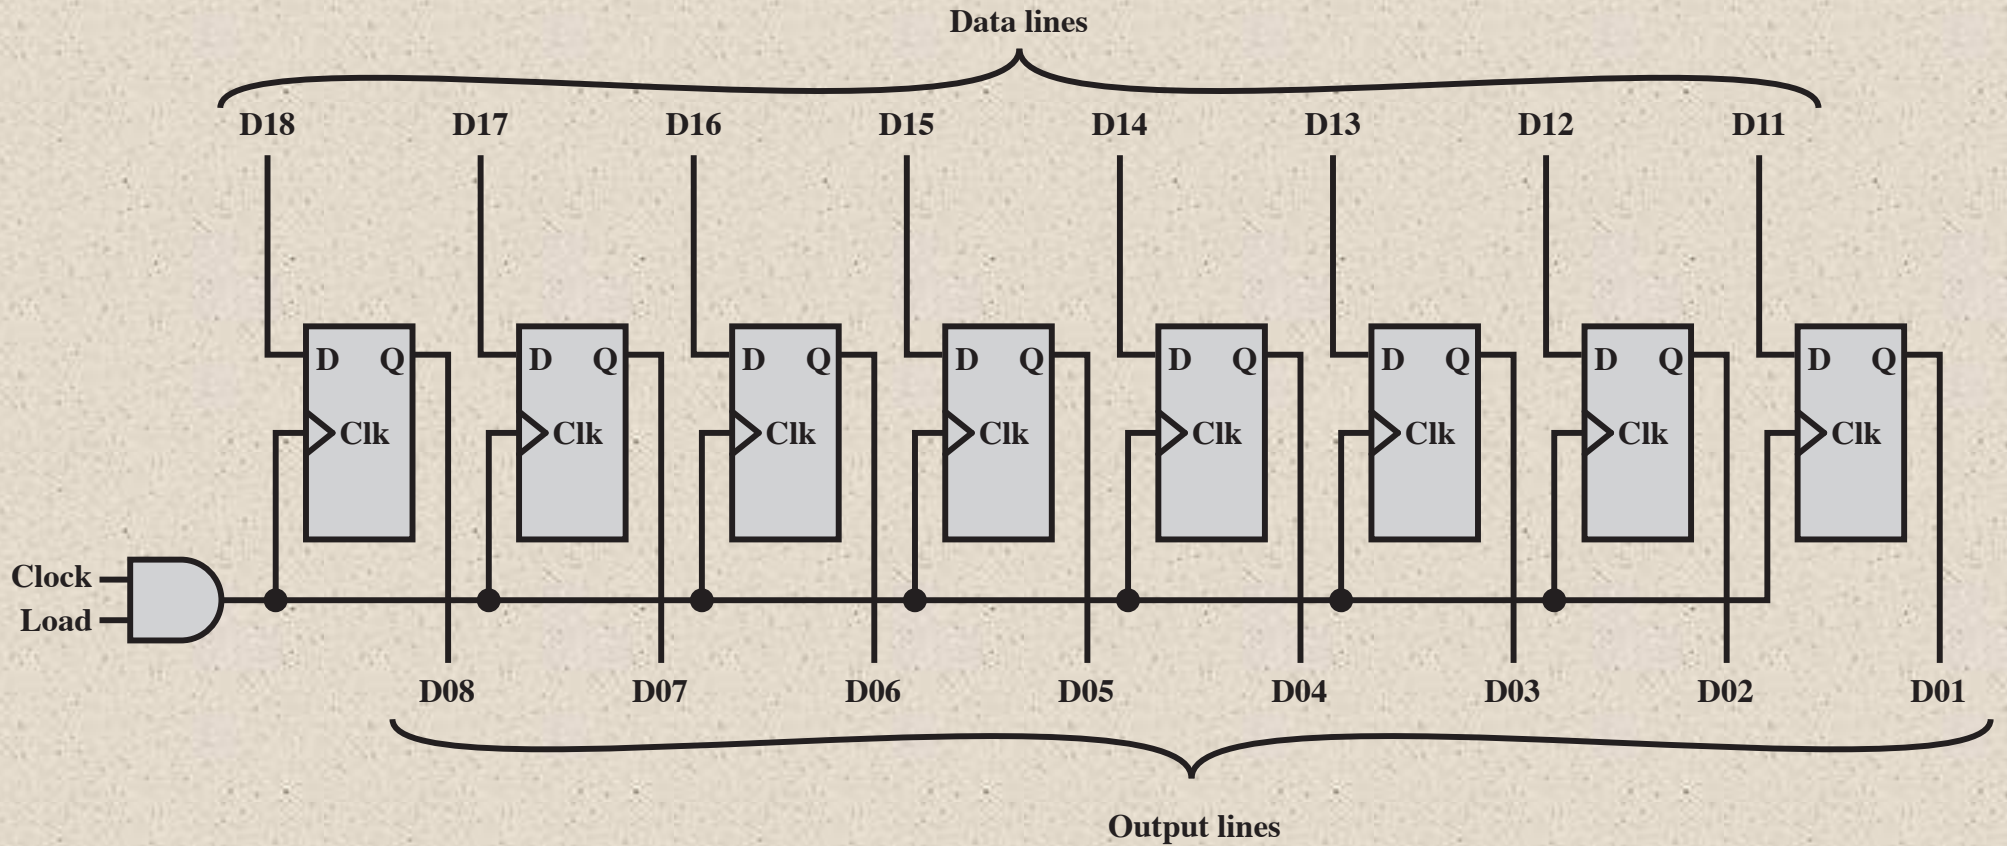 Data lines
D18 D17 D16 D15 D14 D13 D12 D11
D Q D Q D Q D Q D Q D Q D Q D Q
Clk Clk Clk Clk Clk Clk Clk Clk
Clock
Load
D08 D07 D06 D05 D04 D03 D02 D01
Output lines